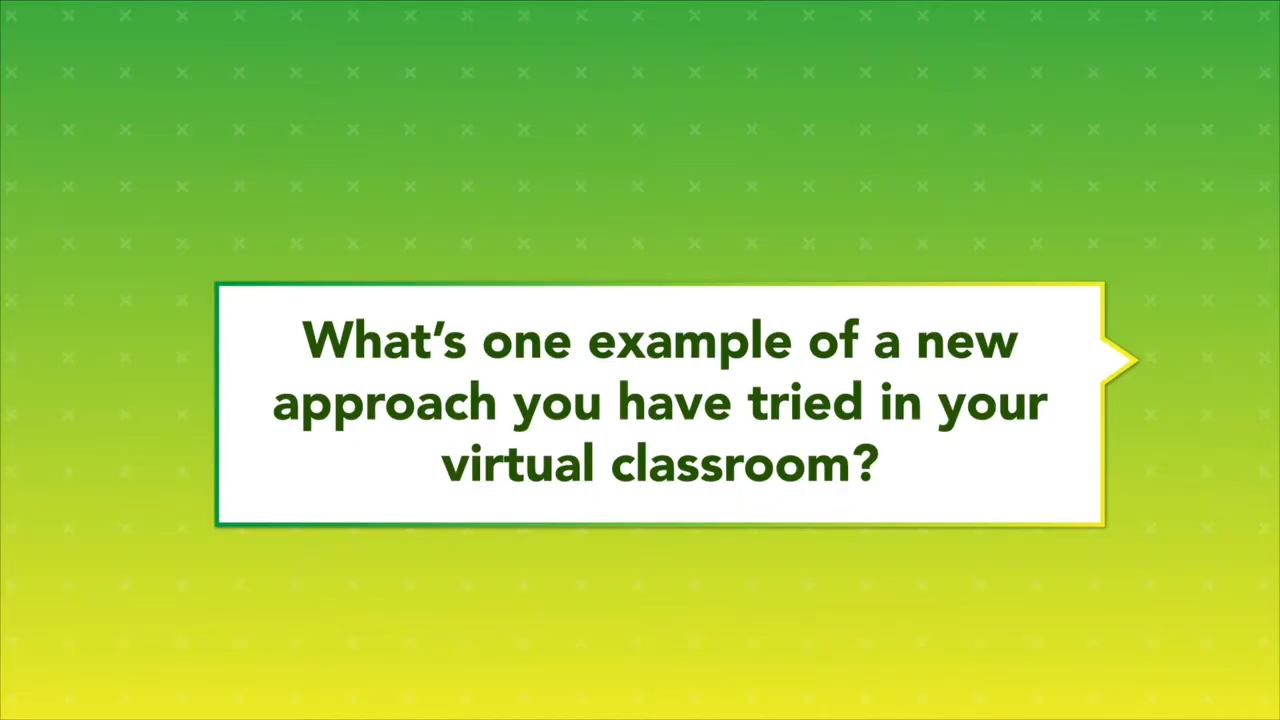 What’s one example of a new
approach you have tried in your
virtual classroom?